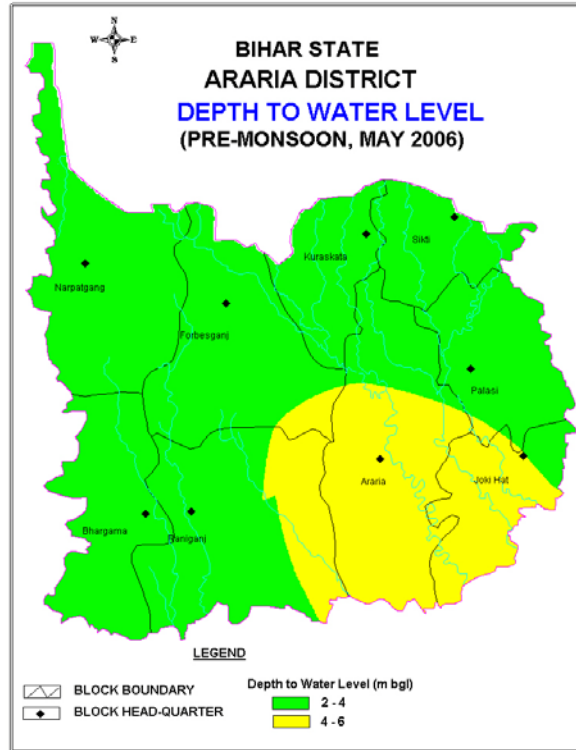 N
W E
S
BIHAR STATE
ARARIA DISTRICT
DEPTH TO WATER LEVEL
(PRE-MONSOON, MAY 2006)
Sikti
Kuraskata
Narpatgang
Forbesganj
Palasi
Araria
Joki Hat
Bhargama
Raniganj
LEGEND
BLOCK BOUNDARY
BLOCK HEAD-QUARTER
Depth to Water Level (m bgl)
2 - 4
4 - 6